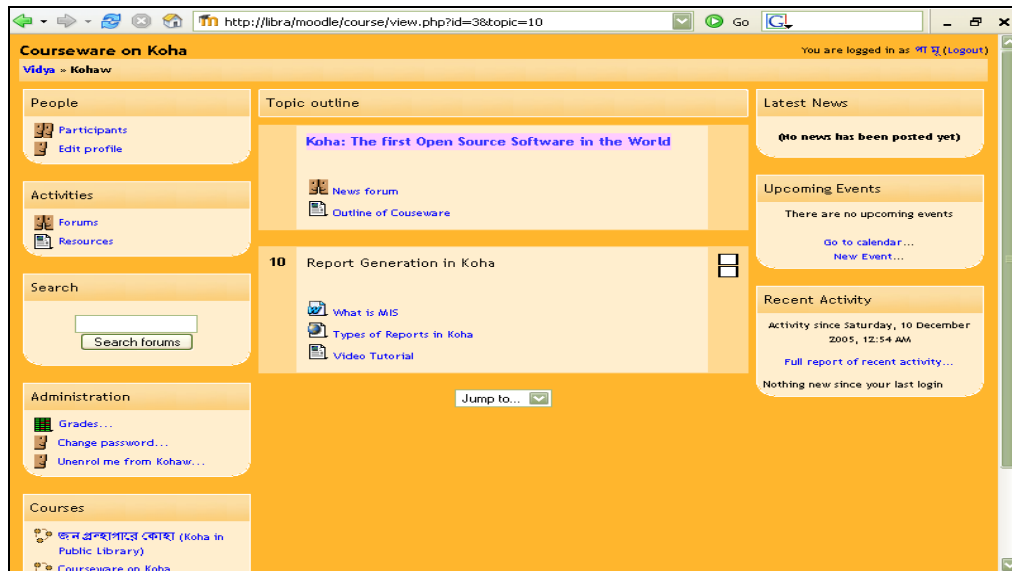 http://libra/moodle/course/view.php?id=3&topic=10
Go
Courseware on Koha
You are logged in as পা মু (Logout)
Vidya » Kohaw
People
Participants
Edit profile
Activities
Forums
Resources
Search
Search forums
Administration
Grades...
Change password...
Unenrol me from Kohaw...
Courses
জন গ্রন্হাগারে কোহা (Koha in
Public Library)
Courseware on Koha
Topic outline
Koha: The first Open Source Software in the World
News forum
Outline of Couseware
10 Report Generation in Koha
What is MIS
Types of Reports in Koha
Video Tutorial
Jump to...
Latest News
(No news has been posted yet)
Upcoming Events
There are no upcoming events
Go to calendar...
New Event...
Recent Activity
Activity since Saturday, 10 December
2005, 12:54 AM
Full report of recent activity...
Nothing new since your last login